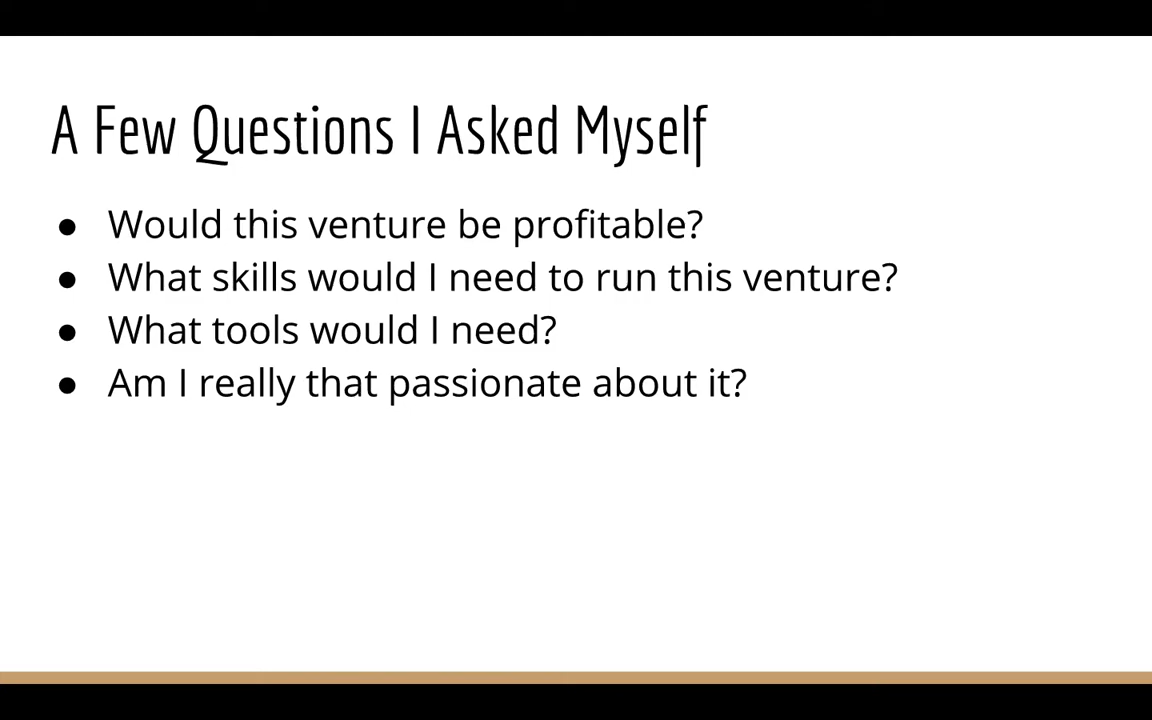 A Few Questions I Asked Myself
● Would this venture be profitable?
● What skills would I need to run this venture?
● What tools would I need?
● Am I really that passionate about it?